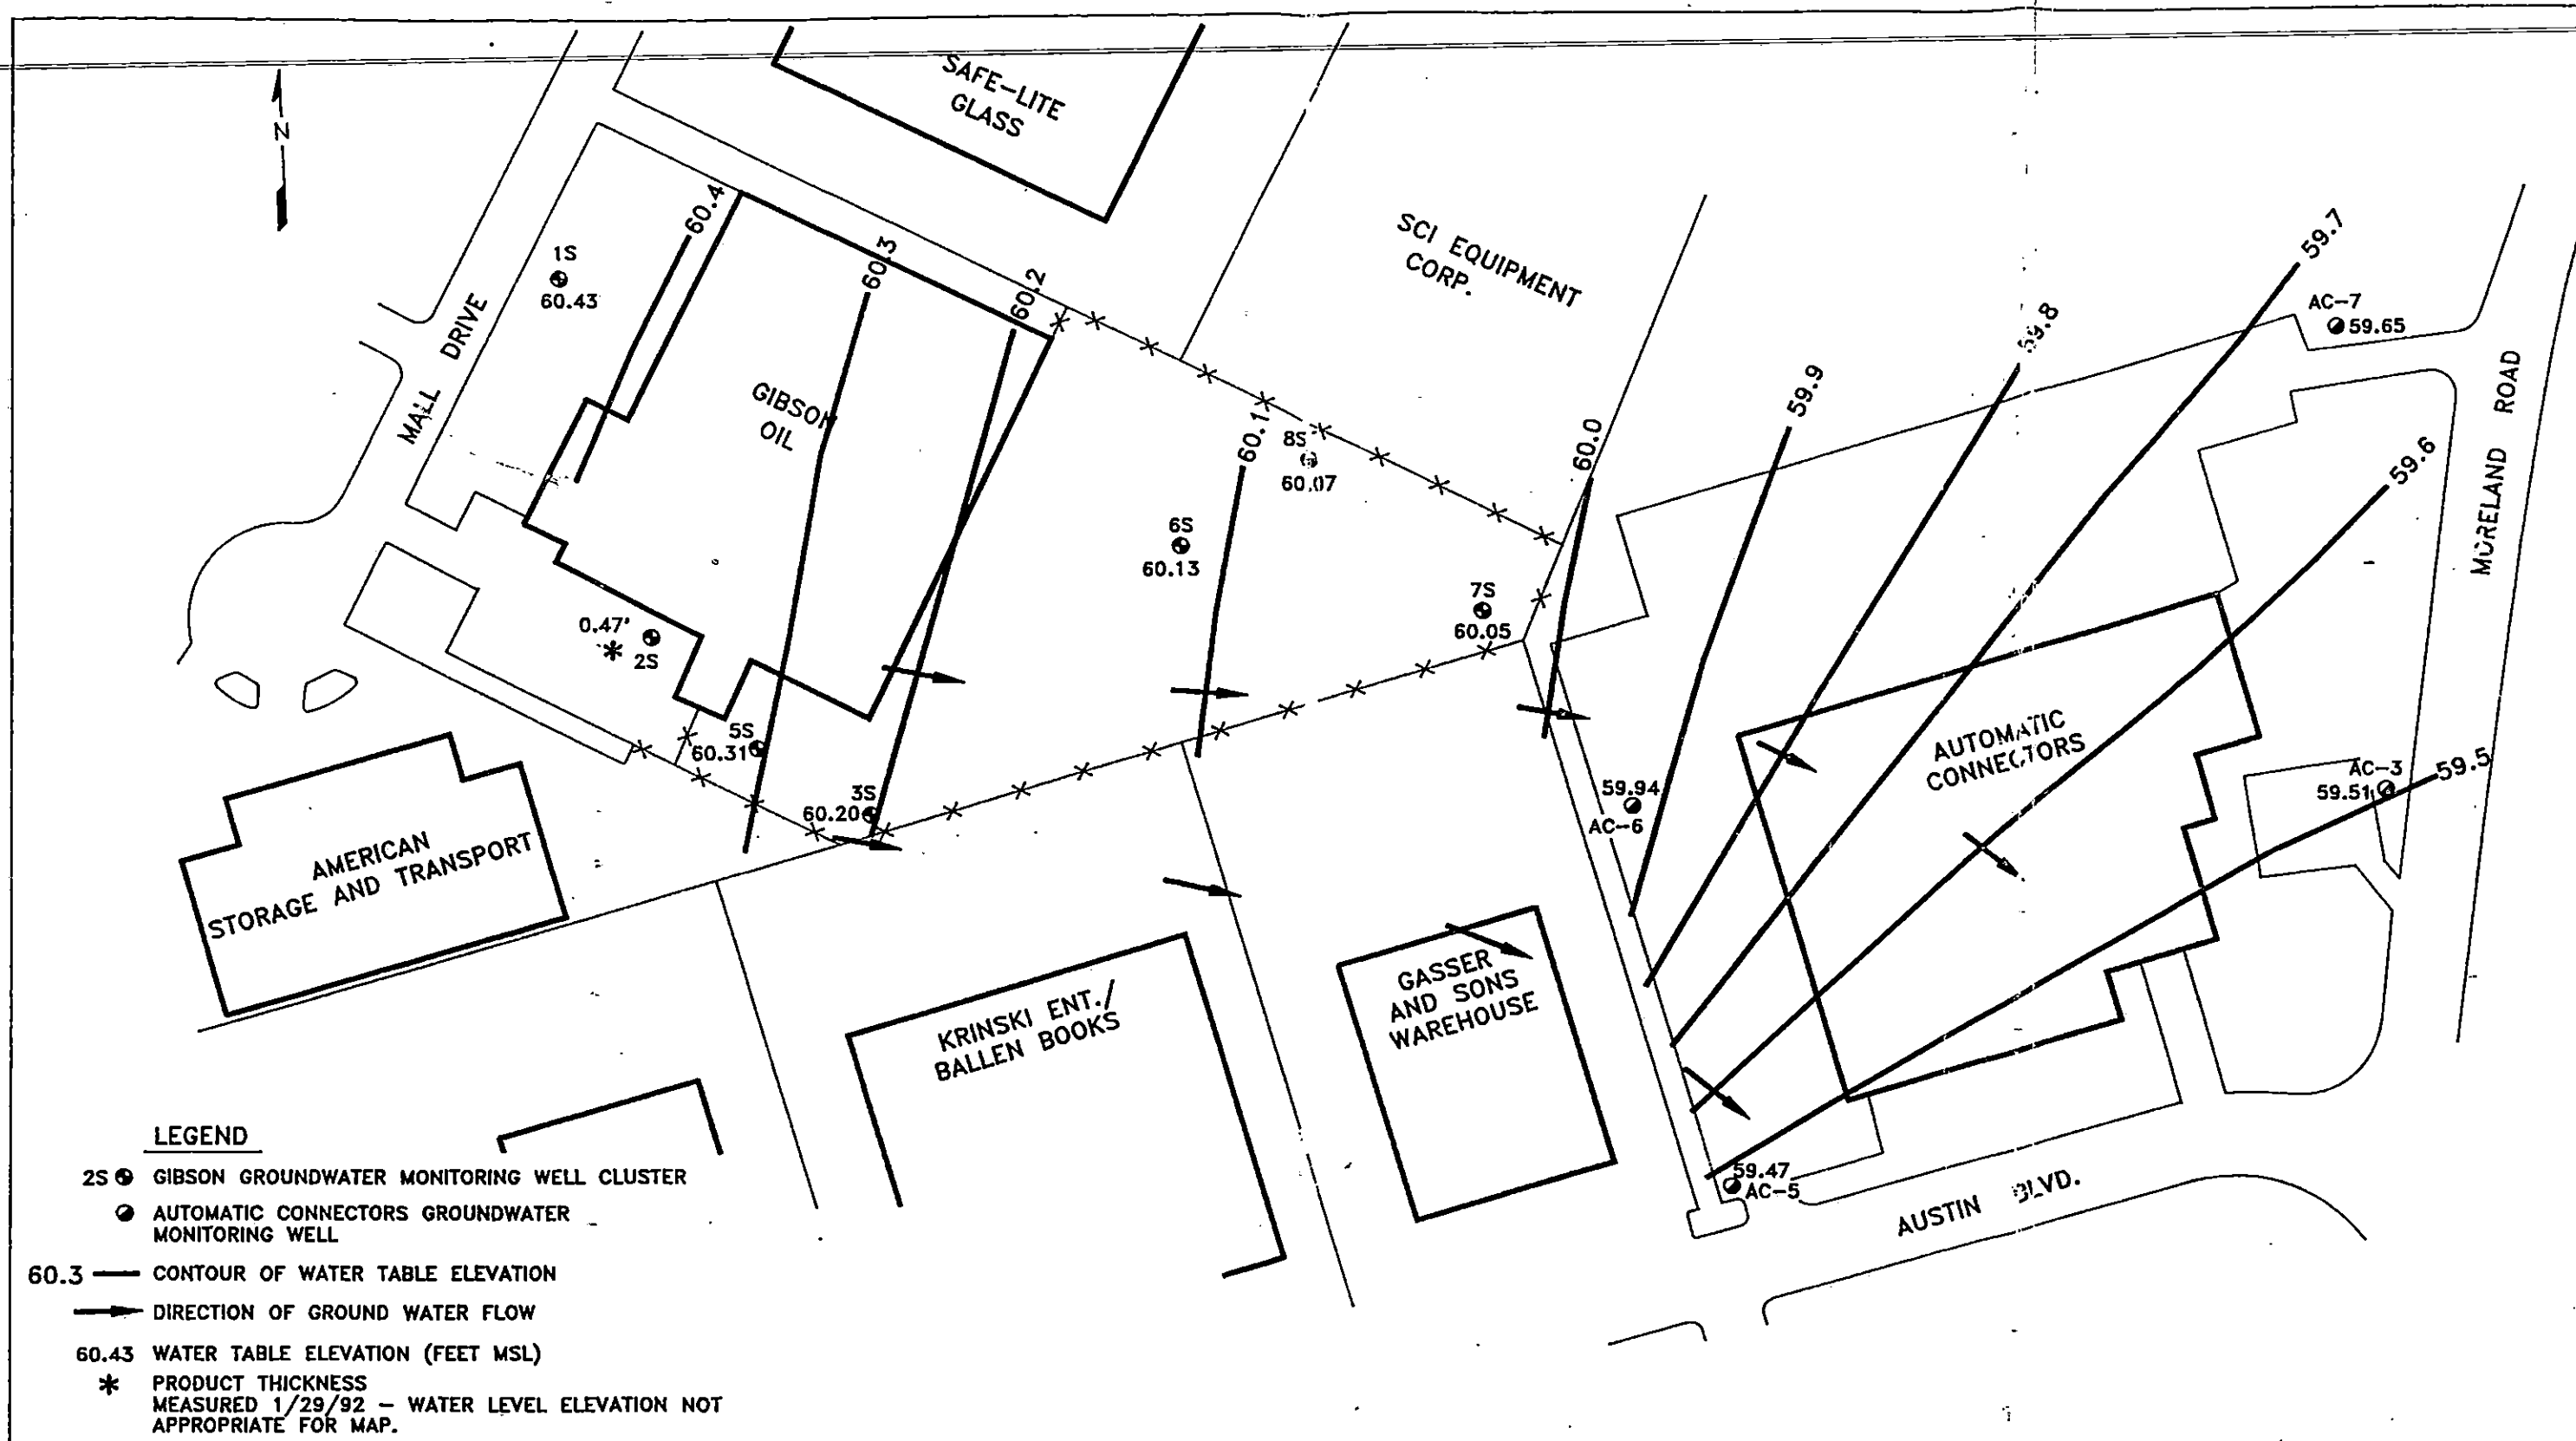 SAFE-LITE
GLASS
N
60.4
60.3
60.2
SCI EQUIPMENT
CORP.
59.7
59.8
AC-7
59.65
1S
60.43
MALL DRIVE
GIBSON
OIL
60.1
8S
60.07
60.0
59.9
59.6
MORELAND ROAD
6S
60.13
7S
60.05
0.47'
*
2S
5S
60.31
3S
60.20
59.94
AC-6
AUTOMATIC
CONNECTORS
AC-3
59.51
59.5
AMERICAN
STORAGE AND TRANSPORT
KRINSKI ENT./
BALLEN BOOKS
GASSER
AND SONS
WAREHOUSE
59.47
AC-5
AUSTIN BLVD.
LEGEND
2S GIBSON GROUNDWATER MONITORING WELL CLUSTER
AUTOMATIC CONNECTORS GROUNDWATER
MONITORING WELL
60.3 CONTOUR OF WATER TABLE ELEVATION
DIRECTION OF GROUND WATER FLOW
60.43 WATER TABLE ELEVATION (FEET MSL)
* PRODUCT THICKNESS
MEASURED 1/29/92 - WATER LEVEL ELEVATION NOT
APPROPRIATE FOR MAP.